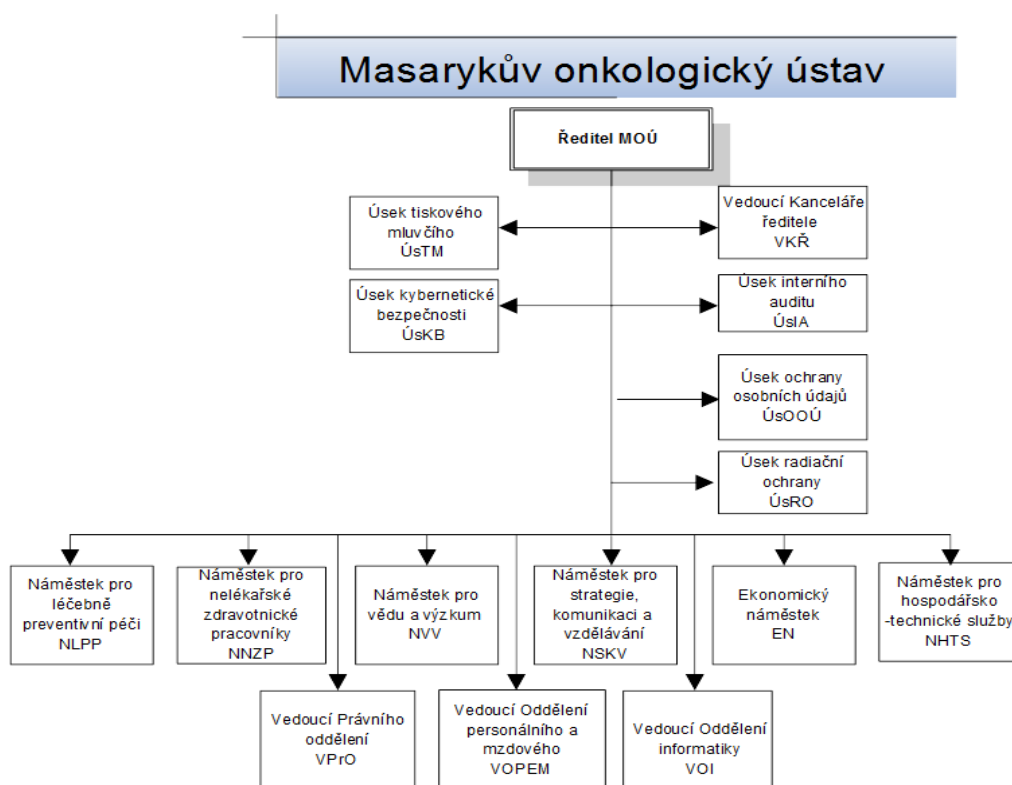 Masarykův onkologický ústav
Ředitel MOÚ
Úsek tiskového
mluvčího
ÚsTM
Vedoucí Kanceláře
ředitele
VKŘ
Úsek kybernetické
bezpečnosti
ÚsKB
Úsek interního
auditu
ÚsIA
Úsek ochrany
osobních údajů
ÚsOOÚ
Úsek radiační
ochrany
ÚsRO
Náměstek pro
léčebně
preventivní péči
NLPP
Náměstek pro
nelékařské
zdravotnické
pracovníky
NNZP
Náměstek pro
vědu a výzkum
NVV
Náměstek pro
strategie,
komunikaci a
vzdělávání
NSKV
Ekonomický
náměstek
EN
Náměstek pro
hospodářsko
-technické služby
NHTS
Vedoucí Právního
oddělení
VPrO
Vedoucí Oddělení
personálního a
mzdového
VOPEM
Vedoucí Oddělení
informatiky
VOI